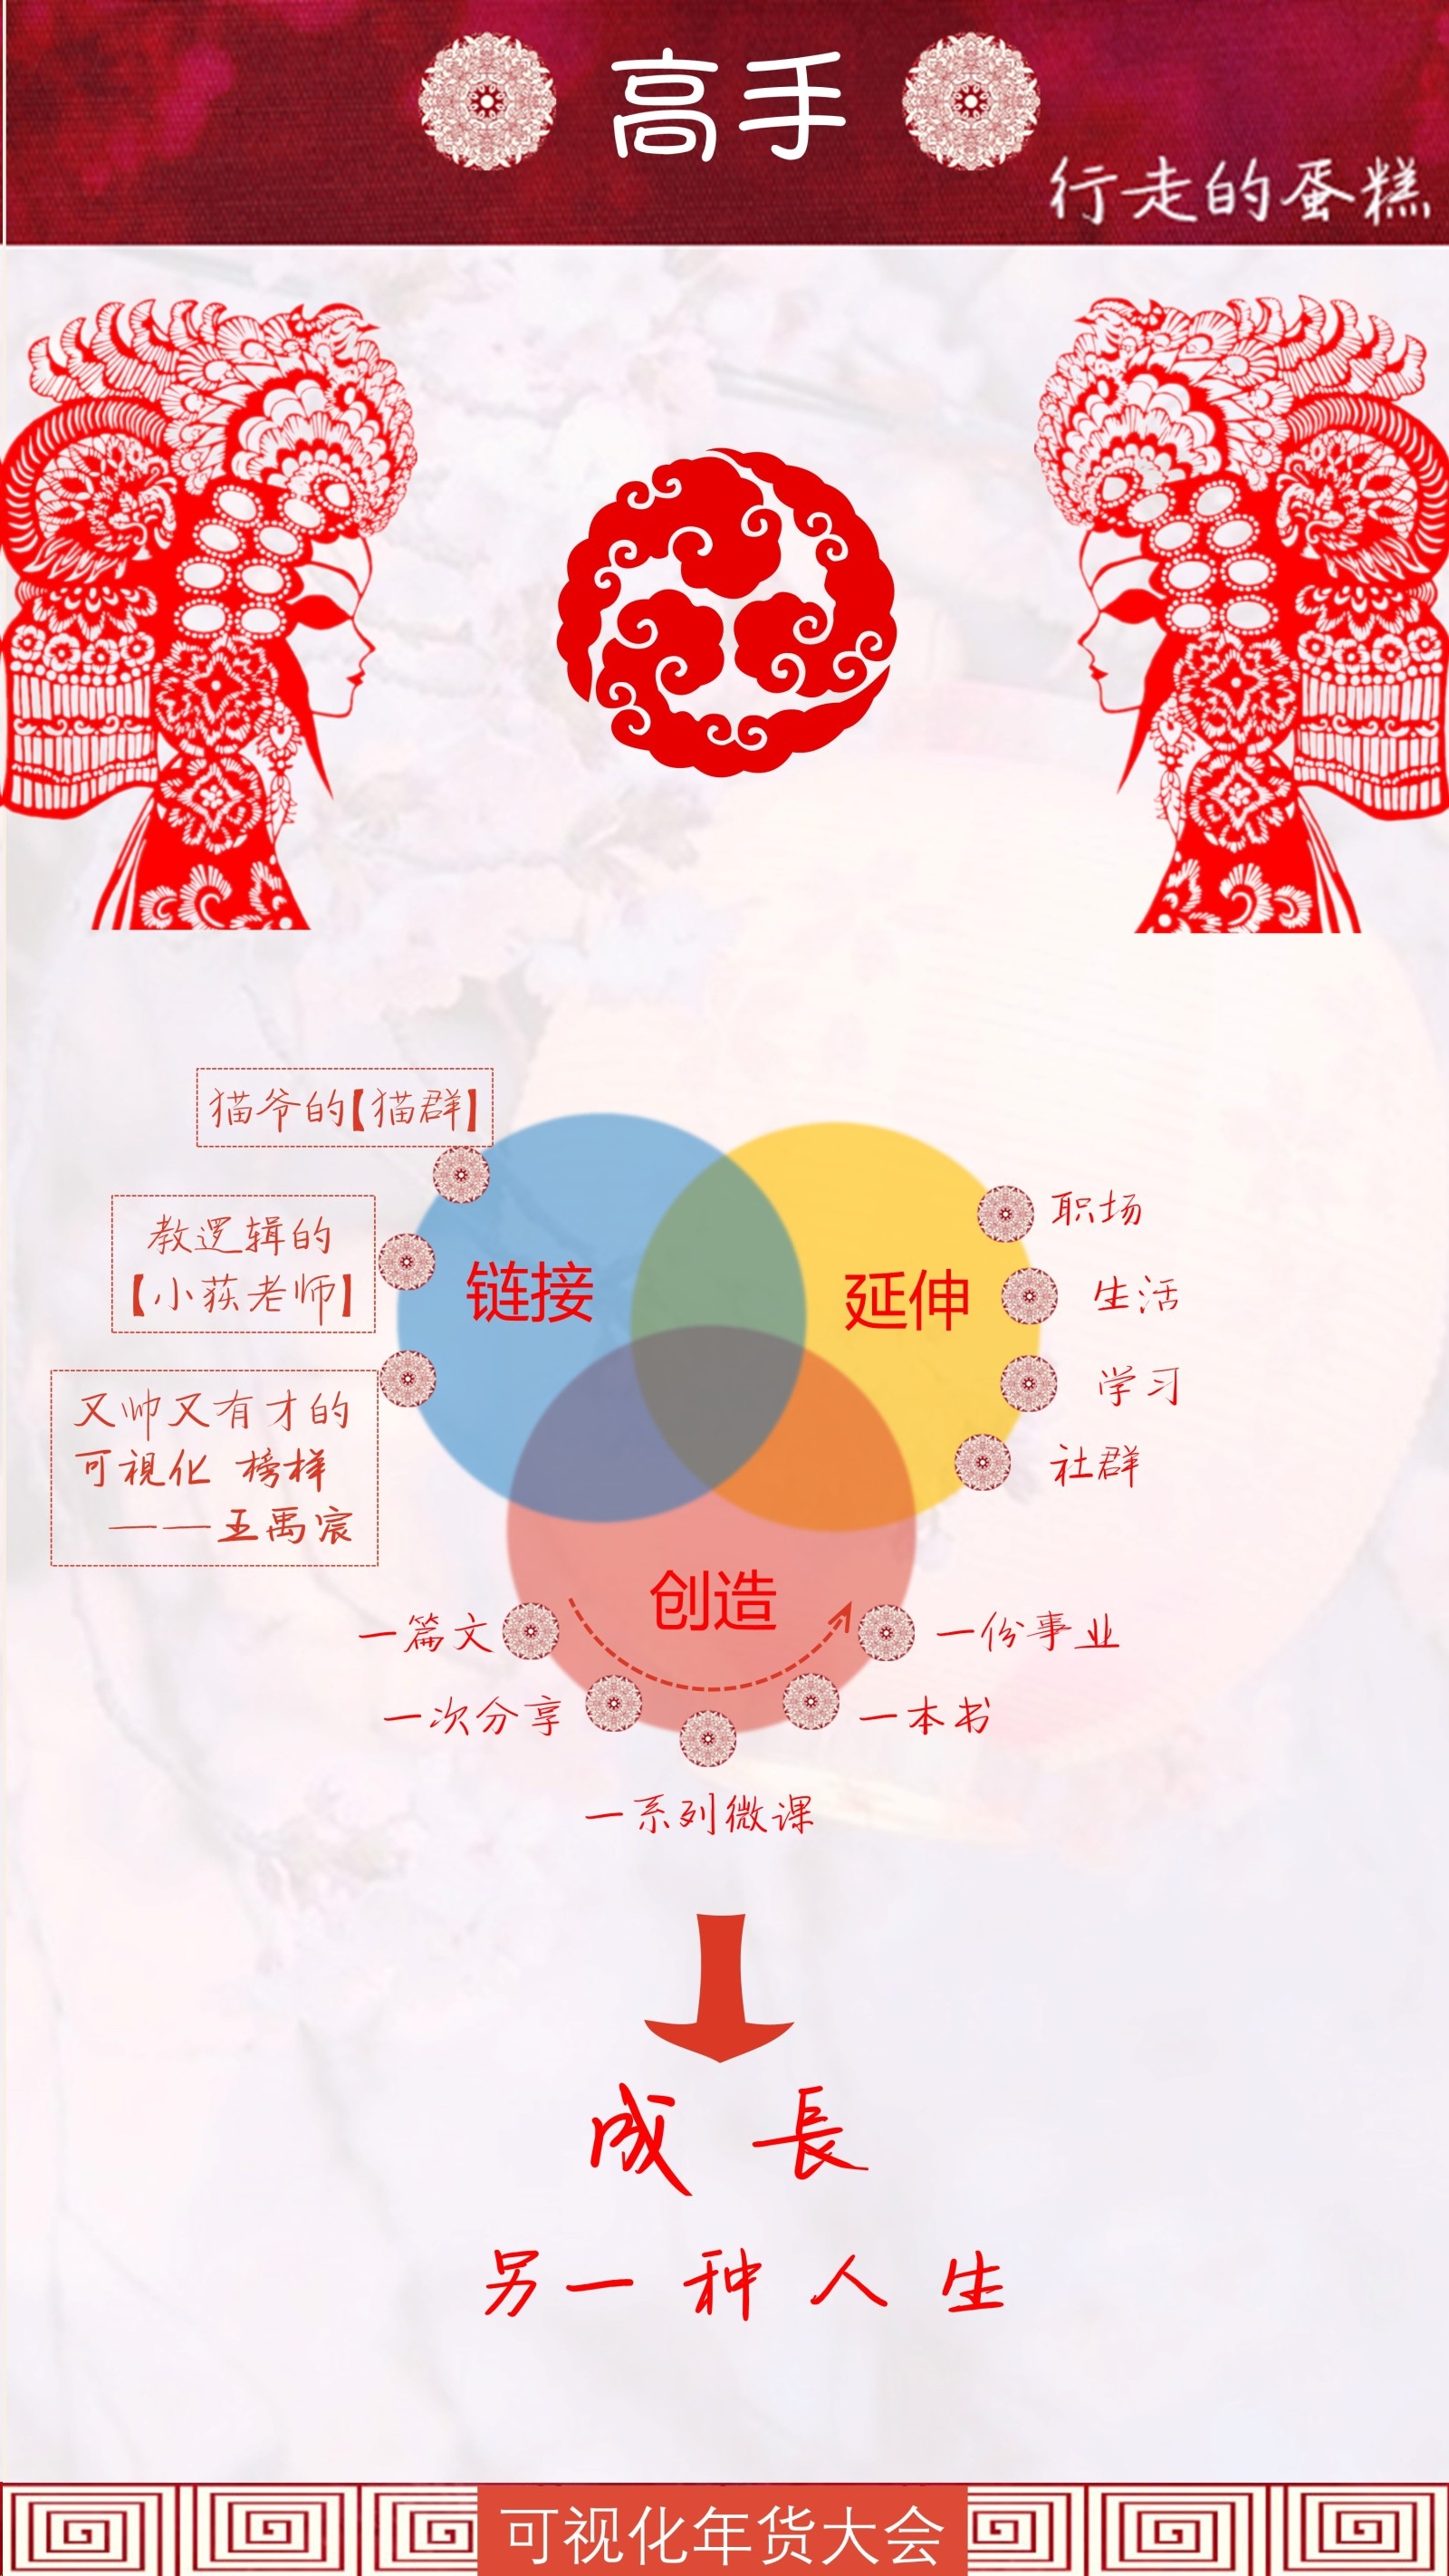 高手
行走的蛋糕
猫爷的【猫群】
教逻辑的
【小荻老师】
又帅又有才的
可视化 榜样
——王禹宸
链接
延伸
职场
生活
学习
社群
创造
一篇文
一次分享
一系列微课
一本书
一份事业
成長
另一种人生
可视化年货大会